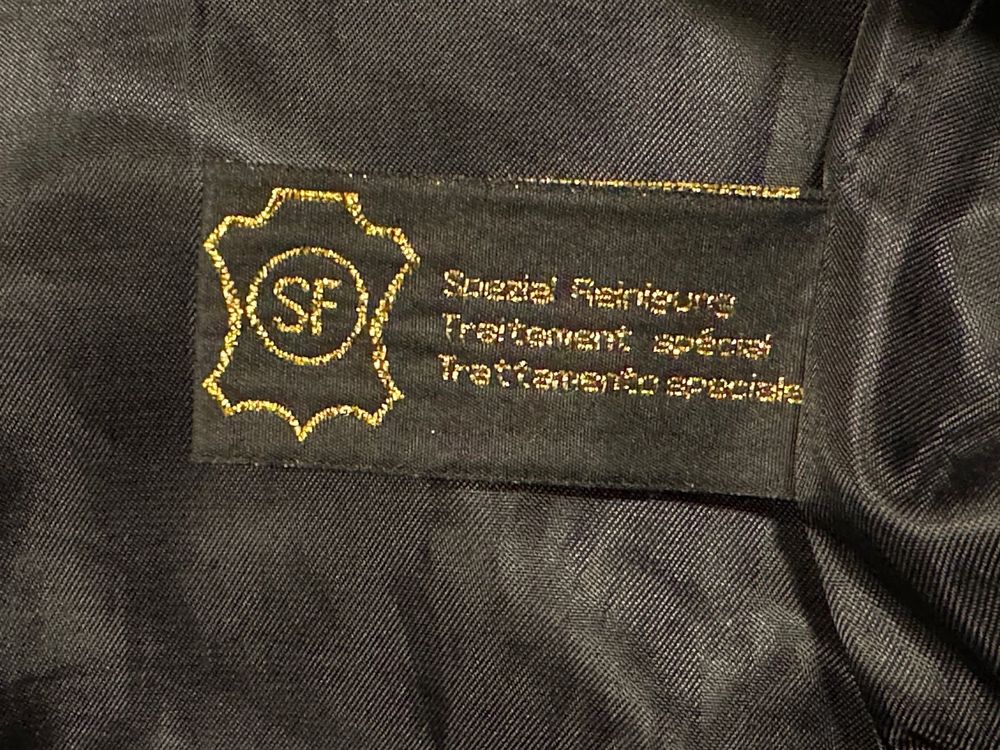 SF
Spezial Reinigung
Traitement spécial
Trattamento speciale